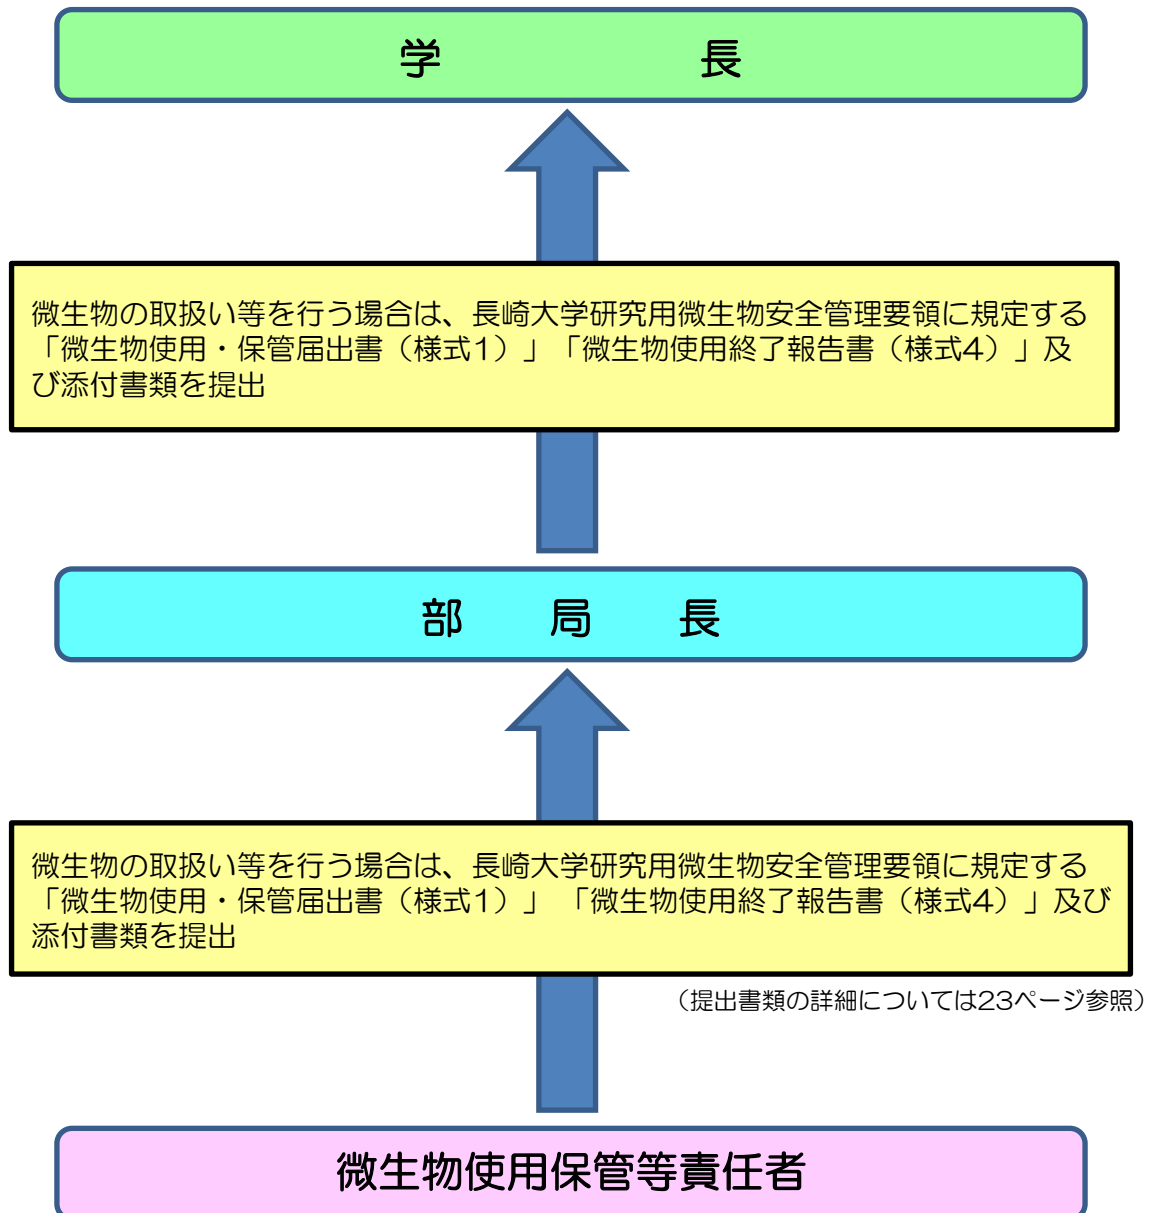 学　長
微生物の取扱い等を行う場合は、長崎大学研究用微生物安全管理要領に規定する
「微生物使用・保管届出書（様式1）」「微生物使用終了報告書（様式4）」及
び添付書類を提出
部　局　長
微生物の取扱い等を行う場合は、長崎大学研究用微生物安全管理要領に規定する
「微生物使用・保管届出書（様式1）」 「微生物使用終了報告書（様式4）」及び
添付書類を提出
（提出書類の詳細については23ページ参照）
微生物使用保管等責任者